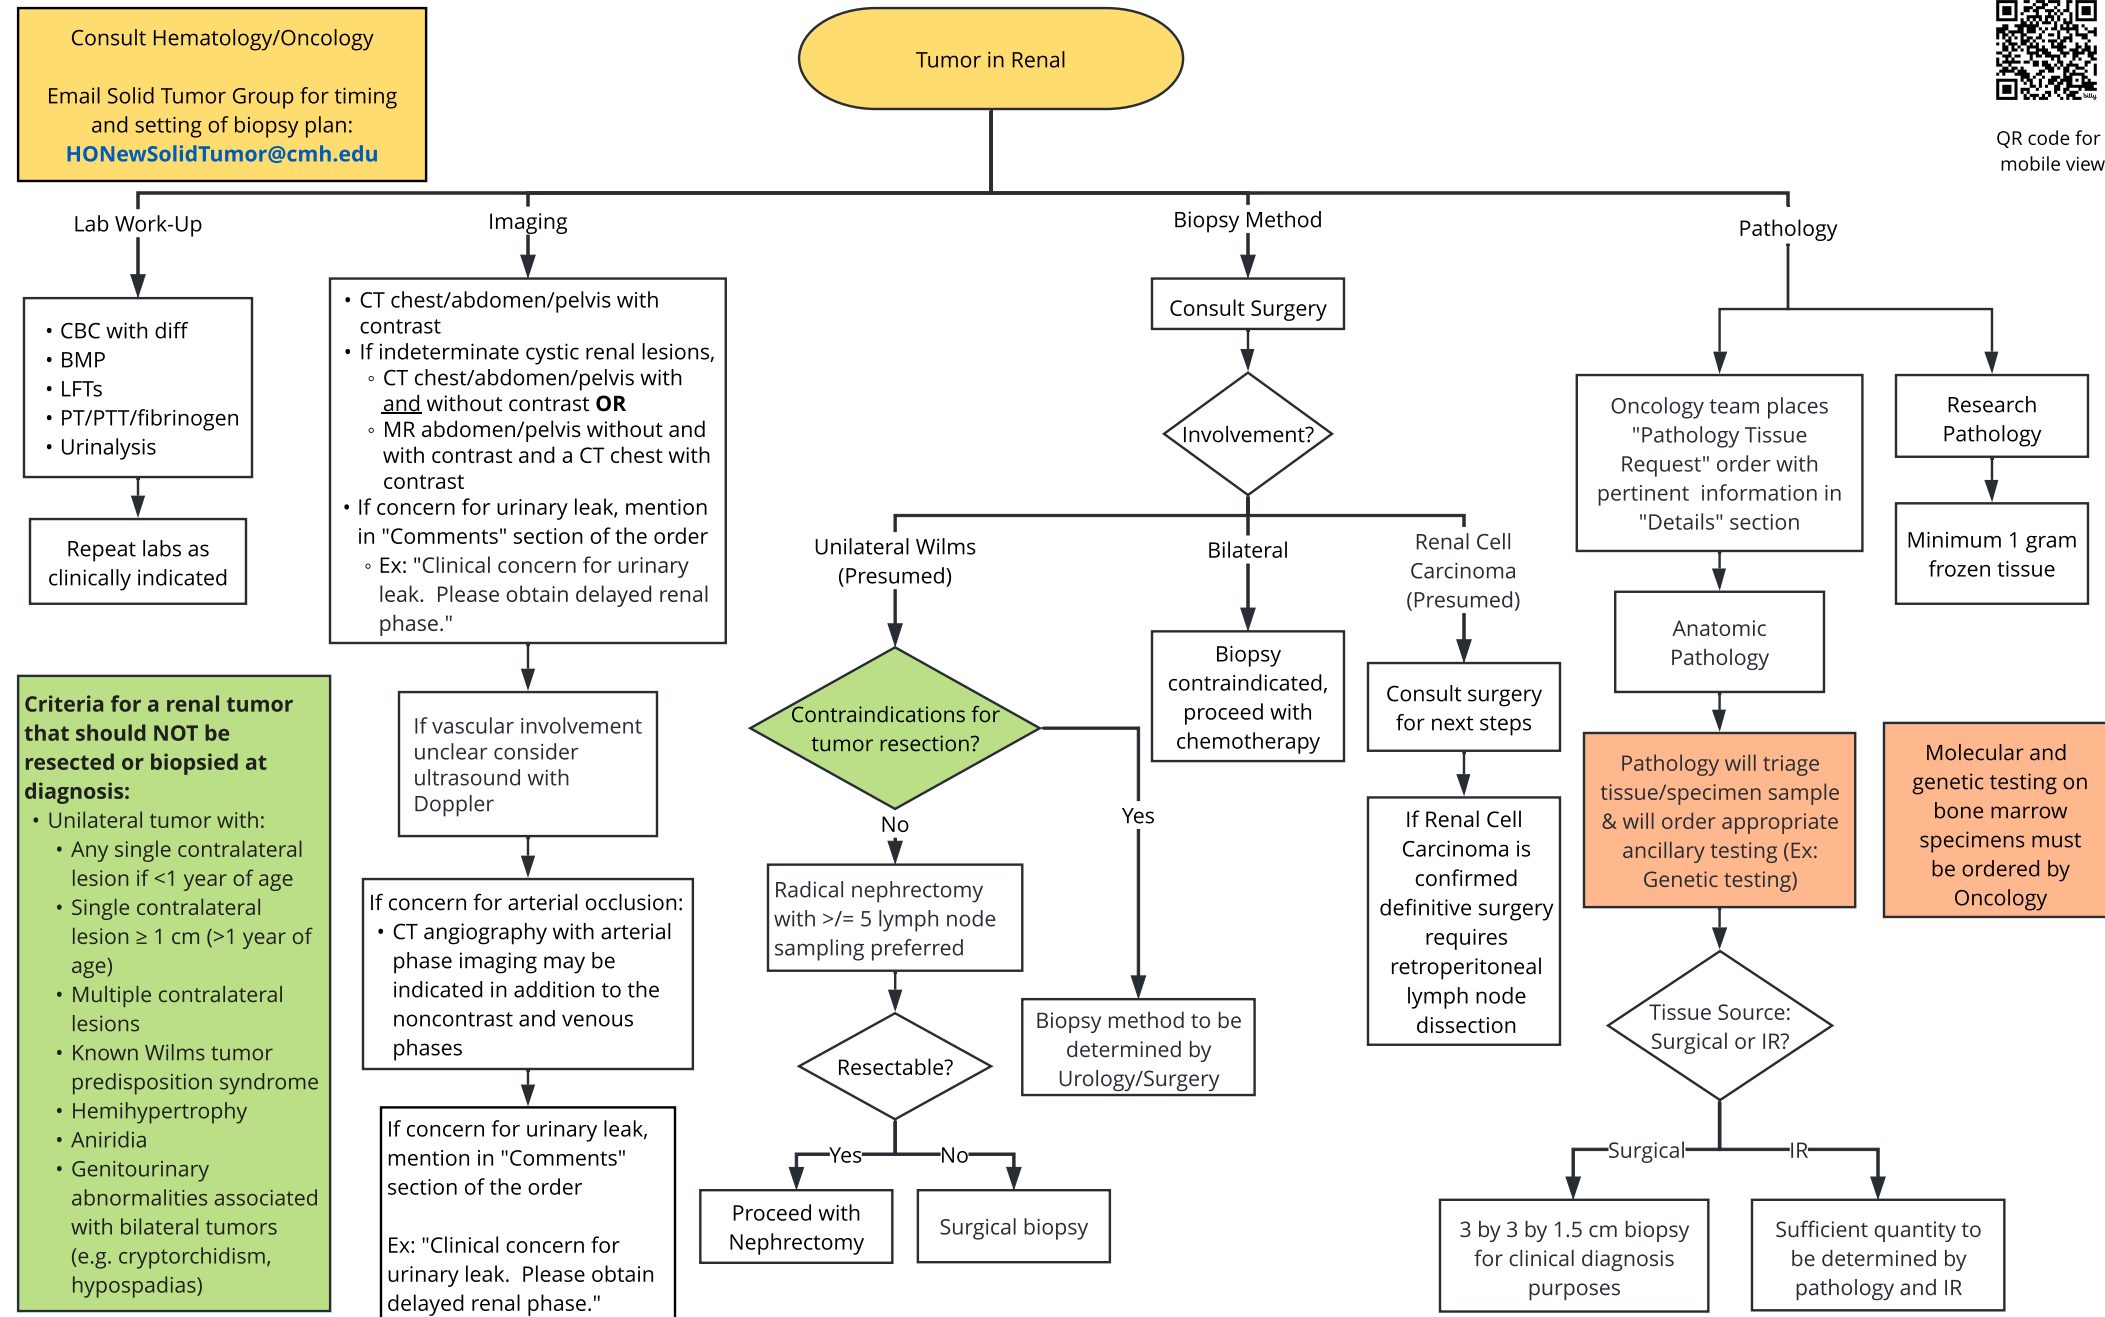 Consult Hematology/Oncology
Email Solid Tumor Group for timing
and setting of biopsy plan:
HONewSolidTumor@cmh.edu
Tumor in Renal
bitly
QR code for
mobile view
Lab Work-Up
• CBC with diff
• BMP
• LFTs
• PT/PTT/fibrinogen
• Urinalysis
Repeat labs as
clinically indicated
Criteria for a renal tumor
that should NOT be
resected or biopsied at
diagnosis:
• Unilateral tumor with:
• Any single contralateral
lesion if <1 year of age
• Single contralateral
lesion ≥ 1 cm (>1 year of
age)
• Multiple contralateral
lesions
• Known Wilms tumor
predisposition syndrome
• Hemihypertrophy
• Aniridia
• Genitourinary
abnormalities associated
with bilateral tumors
(e.g. cryptorchidism,
hypospadias)
Imaging
• CT chest/abdomen/pelvis with
contrast
• If indeterminate cystic renal lesions,
◦ CT chest/abdomen/pelvis with
and without contrast OR
◦ MR abdomen/pelvis without and
with contrast and a CT chest with
contrast
• If concern for urinary leak, mention
in "Comments" section of the order
◦ Ex: "Clinical concern for urinary
leak.  Please obtain delayed renal
phase."
If vascular involvement
unclear consider
ultrasound with
Doppler
If concern for arterial occlusion:
• CT angiography with arterial
phase imaging may be
indicated in addition to the
noncontrast and venous
phases
If concern for urinary leak,
mention in "Comments"
section of the order
Ex: "Clinical concern for
urinary leak.  Please obtain
delayed renal phase."
Biopsy Method
Consult Surgery
Involvement?
Unilateral Wilms
(Presumed)
Contraindications for
tumor resection?
No
Radical nephrectomy
with >/= 5 lymph node
sampling preferred
Resectable?
Yes
Proceed with
Nephrectomy
No
Surgical biopsy
Yes
Biopsy method to be
determined by
Urology/Surgery
Bilateral
Biopsy
contraindicated,
proceed with
chemotherapy
Renal Cell
Carcinoma
(Presumed)
Consult surgery
for next steps
If Renal Cell
Carcinoma is
confirmed
definitive surgery
requires
retroperitoneal
lymph node
dissection
Pathology
Oncology team places
"Pathology Tissue
Request" order with
pertinent  information in
"Details" section
Anatomic
Pathology
Pathology will triage
tissue/specimen sample
& will order appropriate
ancillary testing (Ex:
Genetic testing)
Tissue Source:
Surgical or IR?
Surgical
3 by 3 by 1.5 cm biopsy
for clinical diagnosis
purposes
IR
Sufficient quantity to
be determined by
pathology and IR
Research
Pathology
Minimum 1 gram
frozen tissue
Molecular and
genetic testing on
bone marrow
specimens must
be ordered by
Oncology